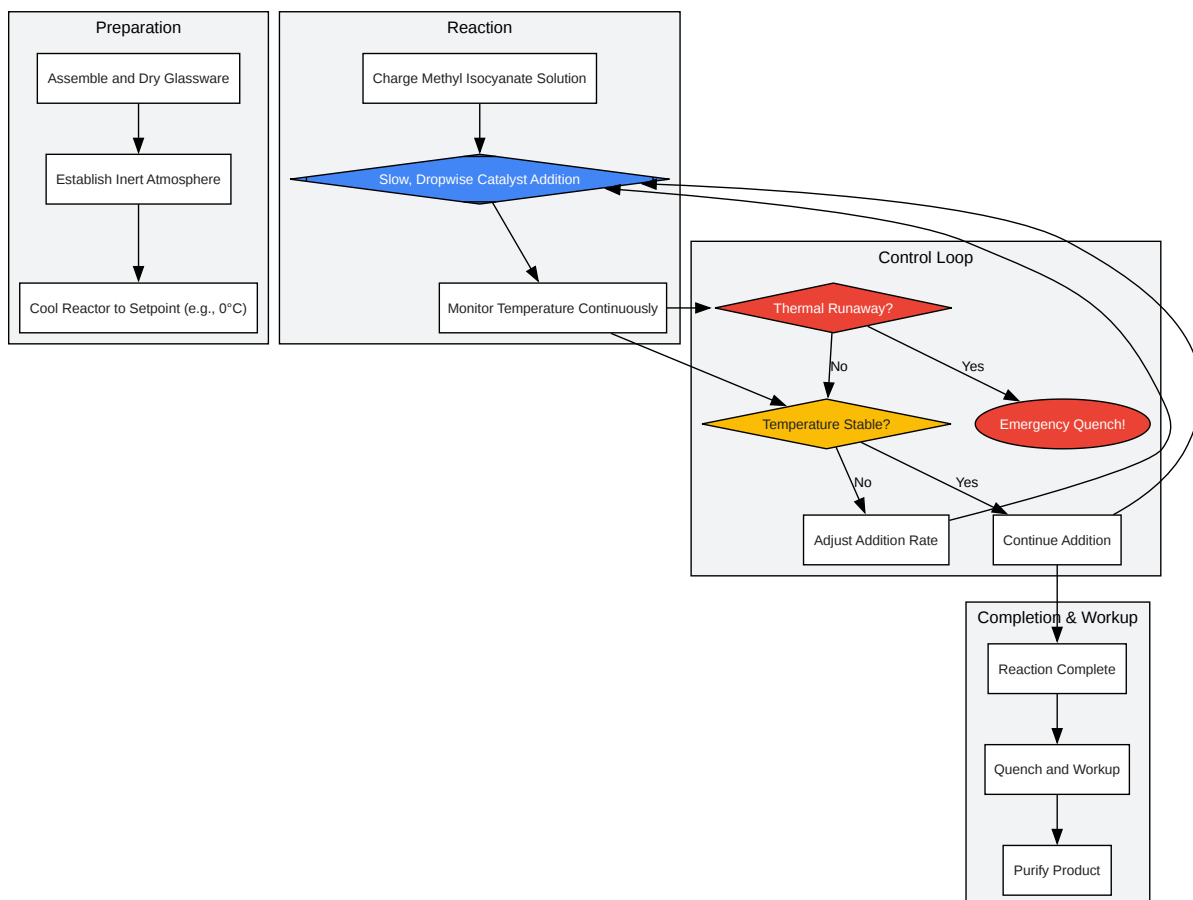 Preparation
Assemble and Dry Glassware
Establish Inert Atmosphere
Cool Reactor to Setpoint (e.g., 0°C)
Reaction
Charge Methyl Isocyanate Solution
Slow, Dropwise Catalyst Addition
Monitor Temperature Continuously
Control Loop
Thermal Runaway?
No
Yes
Temperature Stable?
Emergency Quench!
No
Yes
Adjust Addition Rate
Continue Addition
Completion & Workup
Reaction Complete
Quench and Workup
Purify Product